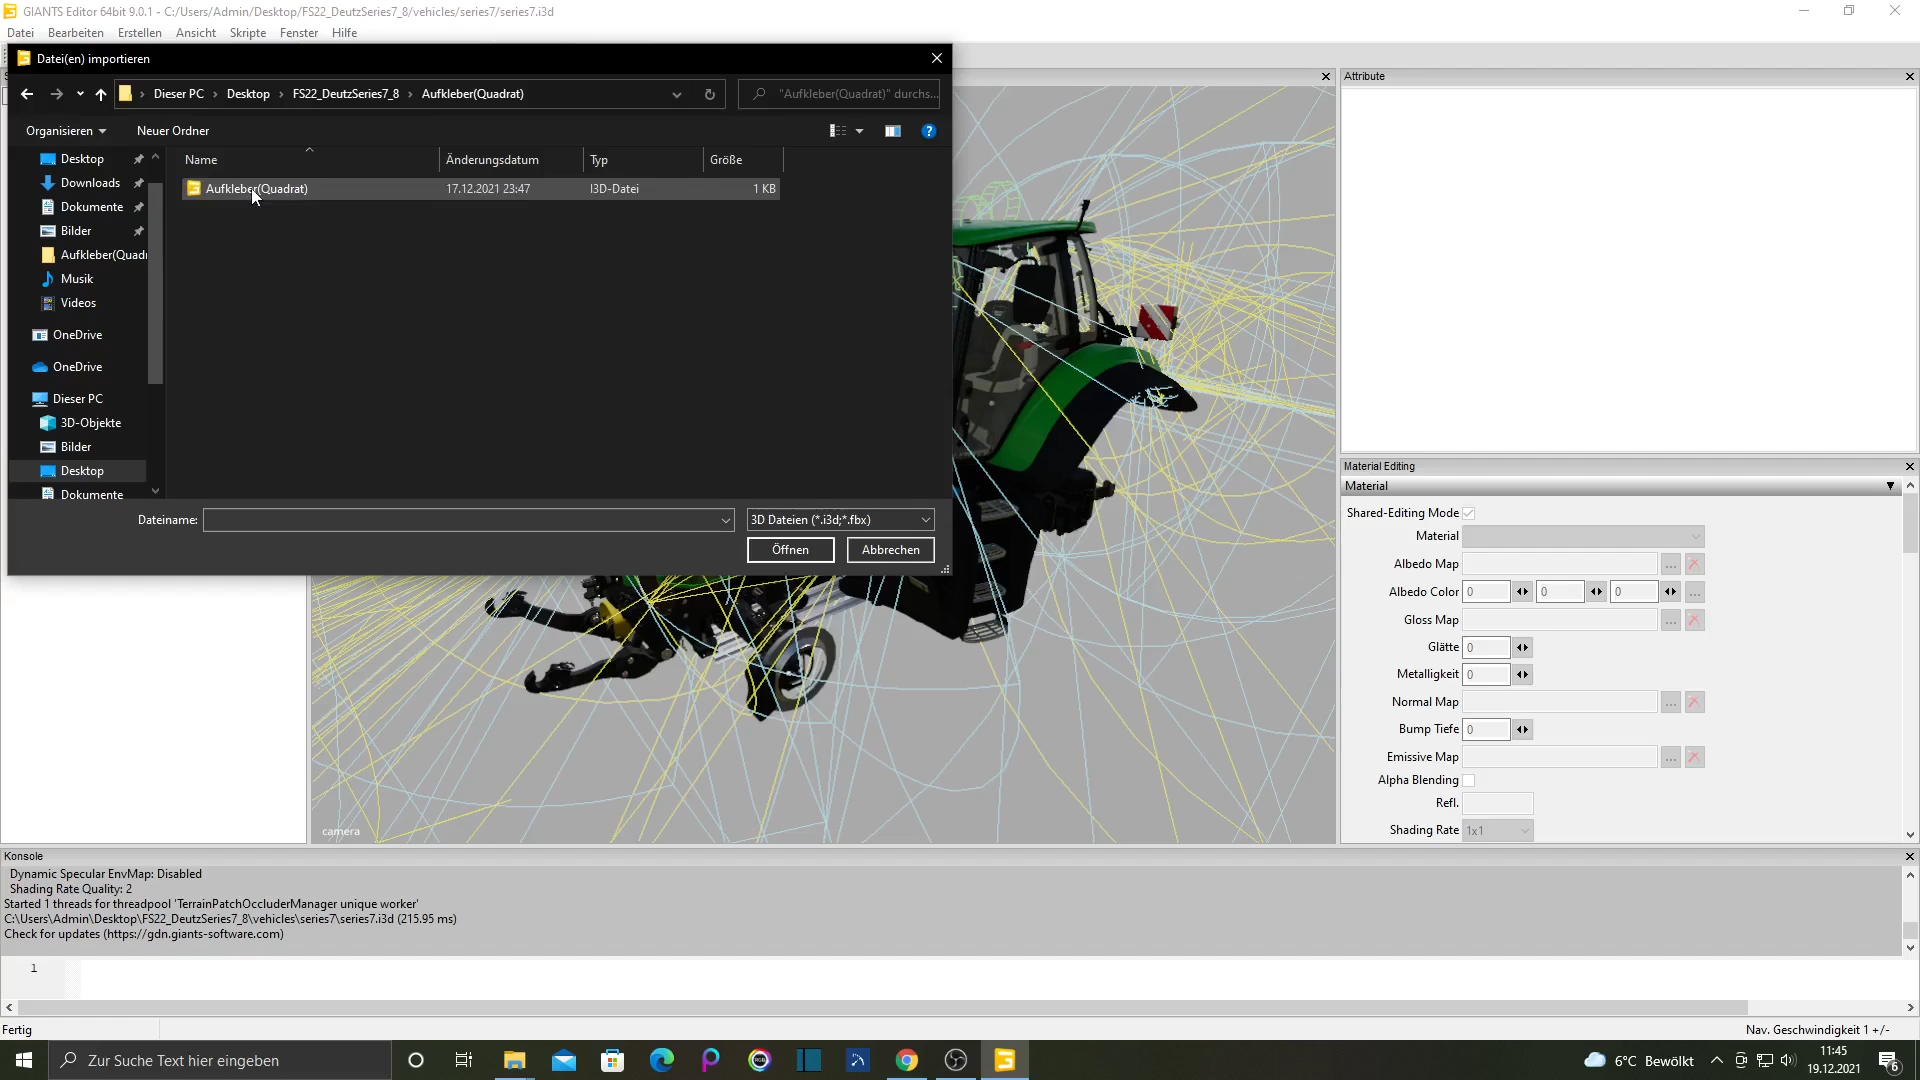 GIANTS Editor 64bit 9.0.1 - C:/Users/Admin/Desktop/FS22_DeutzSeries7_8/vehicles/series7/series7.i3d
Datei Bearbeiten Erstellen Ansicht Skripte Fenster Hilfe
Datei(en) importieren
Dieser PC Desktop FS22_DeutzSeries7_8 Aufkleber(Quadrat)
"Aufkleber(Quadrat)" durchs...
Organisieren Neuer Ordner
Name Änderungsdatum Typ Größe
Aufkleber(Quadrat) 17.12.2021 23:47 I3D-Datei 1 KB
Desktop
Downloads
Dokumente
Bilder
Aufkleber(Quadr
Musik
Videos
OneDrive
OneDrive
Dieser PC
3D-Objekte
Bilder
Desktop
Dokumente
Dateiname:
3D Dateien (*.i3d;*.fbx)
Öffnen Abbrechen
camera
Attribute
Material Editing
Material
Shared-Editing Mode
Material
Albedo Map ...
Albedo Color 0 0 0 ...
Gloss Map ...
Glätte 0
Metalligkeit 0
Normal Map ...
Bump Tiefe 0
Emissive Map ...
Alpha Blending
Refl.
Shading Rate 1x1
Konsole
Dynamic Specular EnvMap: Disabled
Shading Rate Quality: 2
Started 1 threads for threadpool 'TerrainPatchOccluderManager unique worker'
C:\Users\Admin\Desktop\FS22_DeutzSeries7_8\vehicles\series7\series7.i3d (215.95 ms)
Check for updates (https://gdn.giants-software.com)
1
Fertig
Nav. Geschwindigkeit 1 +/-
Zur Suche Text hier eingeben
6°C Bewölkt
11:45
19.12.2021
6